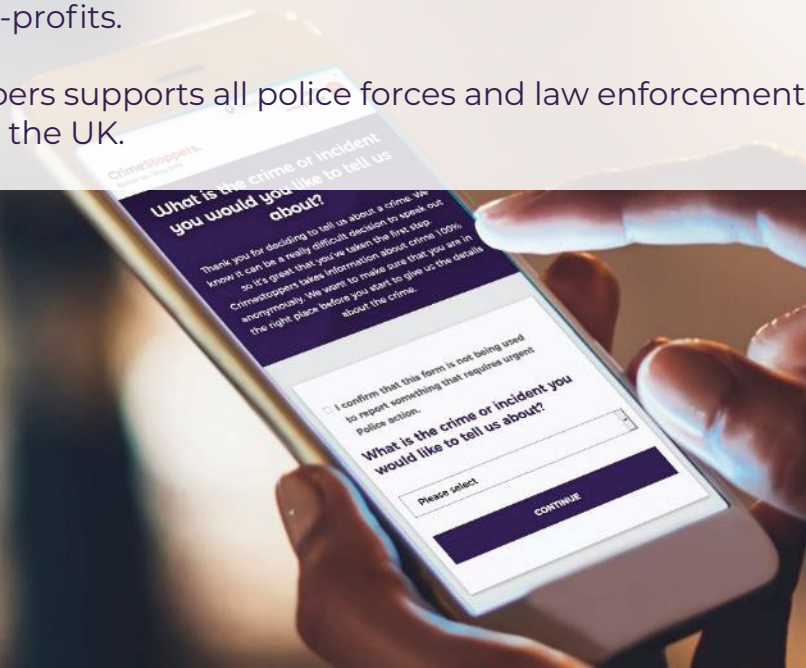 -profits.
pers supports all police forces and law enforcement
the UK.
CrimeStoppers.
What is the crime or incident
you would you like to tell us
about?
Thank you for deciding to tell us about a crime. We
know it can be a really difficult decision to speak out
so it's great that you've taken the first step.
Crimestoppers takes information about crime 100%
anonymously. We want to make sure that you are in
the right place before you start to give us the details
about the crime.
I confirm that this form is not being used
to report something that requires urgent
Police action.
What is the crime or incident you
would like to tell us about?
Please select
CONTINUE